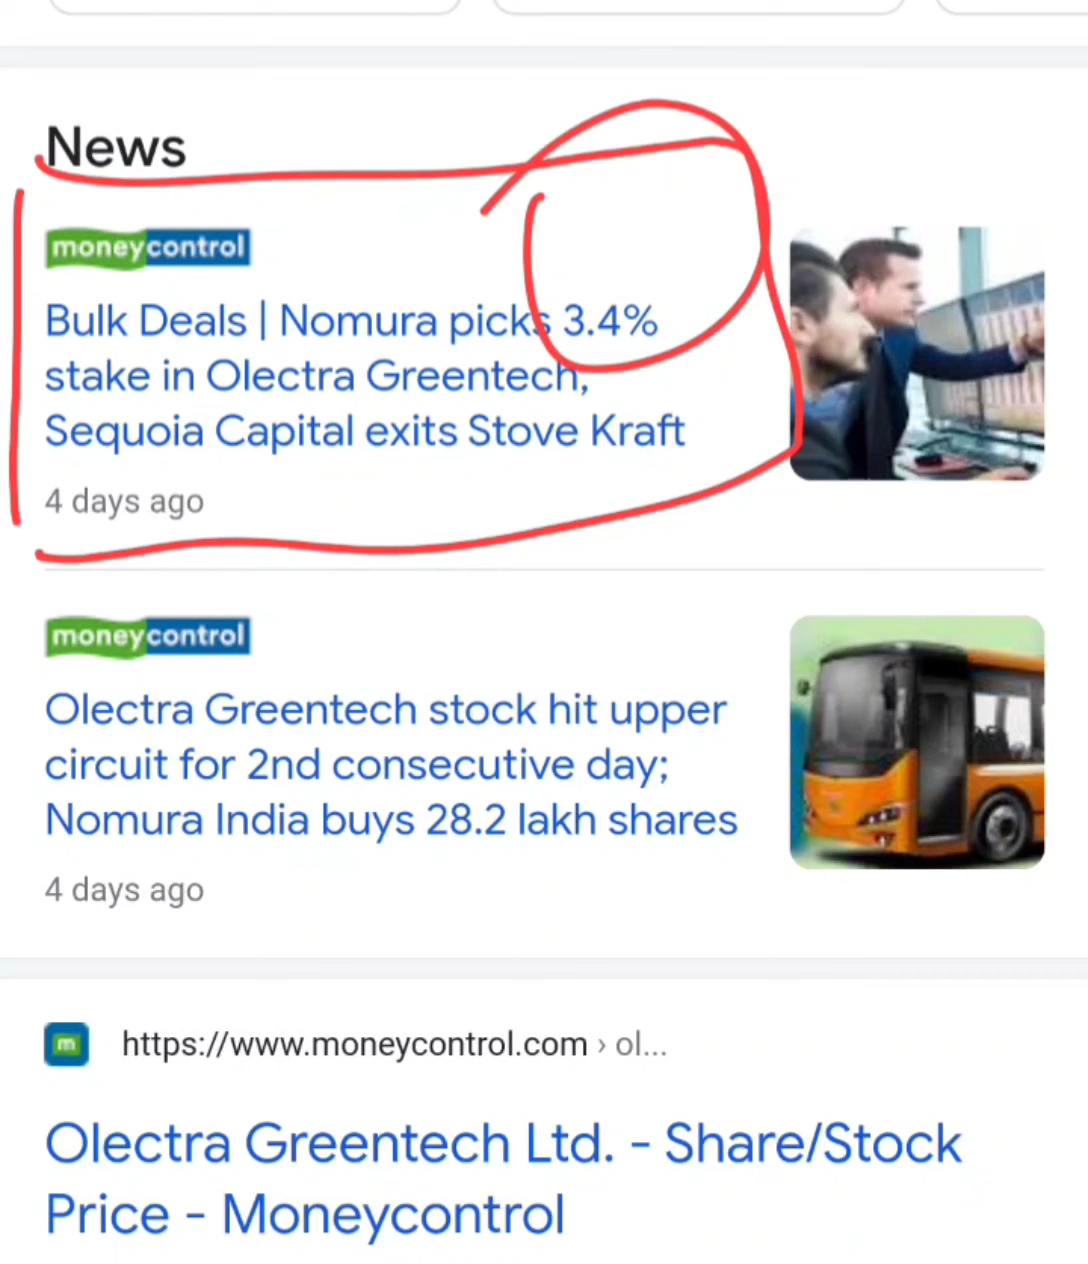 News
moneycontrol
Bulk Deals | Nomura picks 3.4%
stake in Olectra Greentech,
Sequoia Capital exits Stove Kraft
4 days ago
moneycontrol
Olectra Greentech stock hit upper
circuit for 2nd consecutive day;
Nomura India buys 28.2 lakh shares
4 days ago
m
https://www.moneycontrol.com › ol...
Olectra Greentech Ltd. - Share/Stock
Price - Moneycontrol